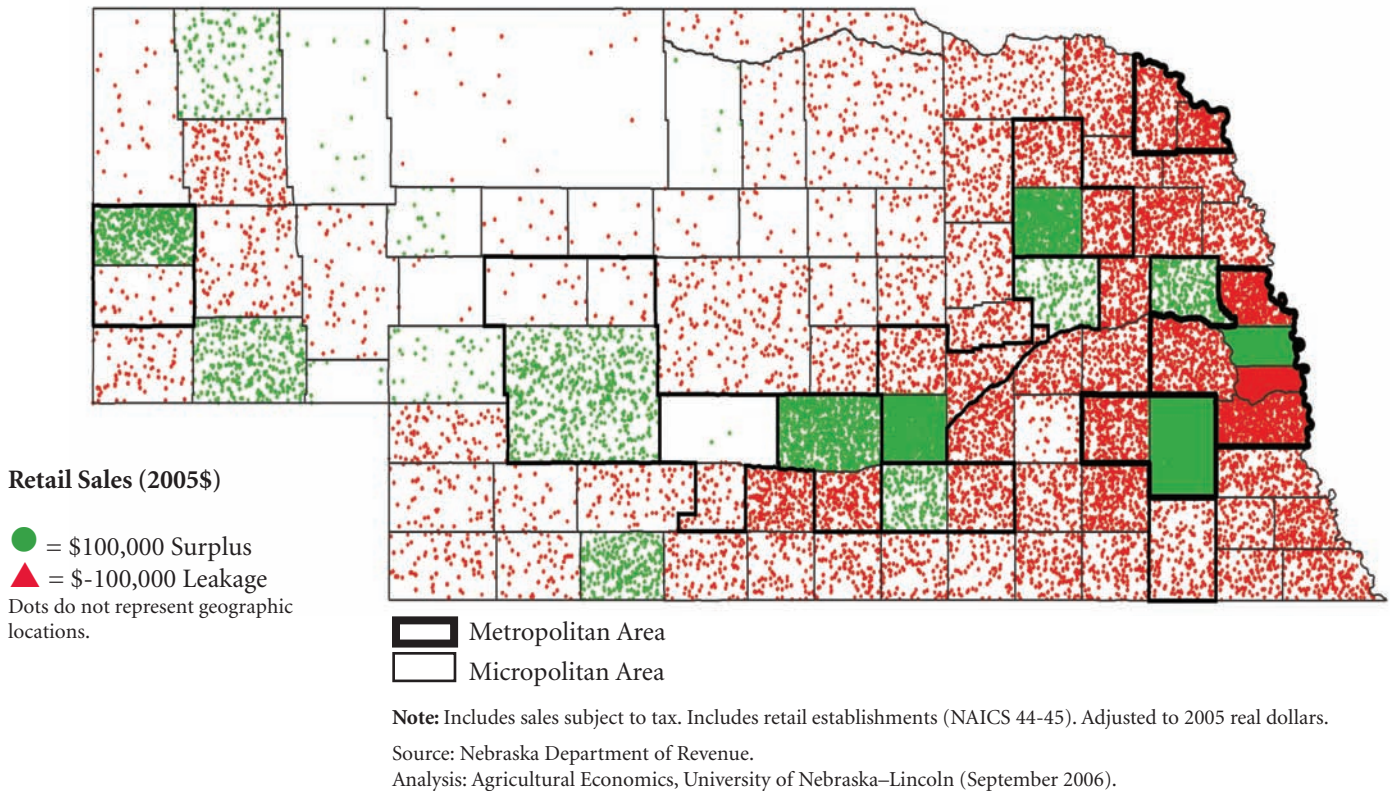 Retail Sales (2005$)
= $100,000 Surplus
= $-100,000 Leakage
Dots do not represent geographic
locations.
Metropolitan Area
Micropolitan Area
Note: Includes sales subject to tax. Includes retail establishments (NAICS 44-45). Adjusted to 2005 real dollars.
Source: Nebraska Department of Revenue.
Analysis: Agricultural Economics, University of Nebraska–Lincoln (September 2006).